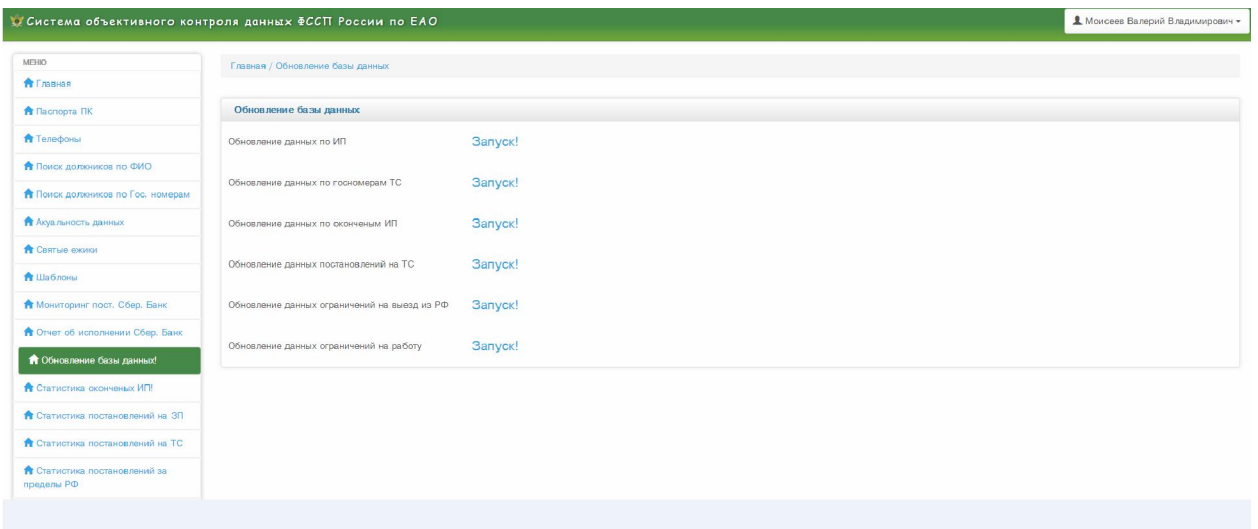 Система объективного контроля данных ФССП России по ЕАО
Моисеев Валерий Владимирович
МЕНЮ
Главная
Паспорта ПК
Телефоны
Поиск должников по ФИО
Поиск должников по Гос. номерам
Акуальность данных
Святые ежики
Шаблоны
Мониторинг пост. Сбер. Банк
Отчет об исполнении Сбер. Банк
Обновление базы данных!
Статистика оконченых ИП!
Статистика постановлений на ЗП
Статистика постановлений на ТС
Статистика постановлений за
пределы РФ
Главная / Обновление базы данных
Обновление базы данных
Обновление данных по ИП Запуск!
Обновление данных по госномерам ТС Запуск!
Обновление данных по оконченым ИП Запуск!
Обновление данных постановлений на ТС Запуск!
Обновление данных ограничений на выезд из РФ Запуск!
Обновление данных ограничений на работу Запуск!